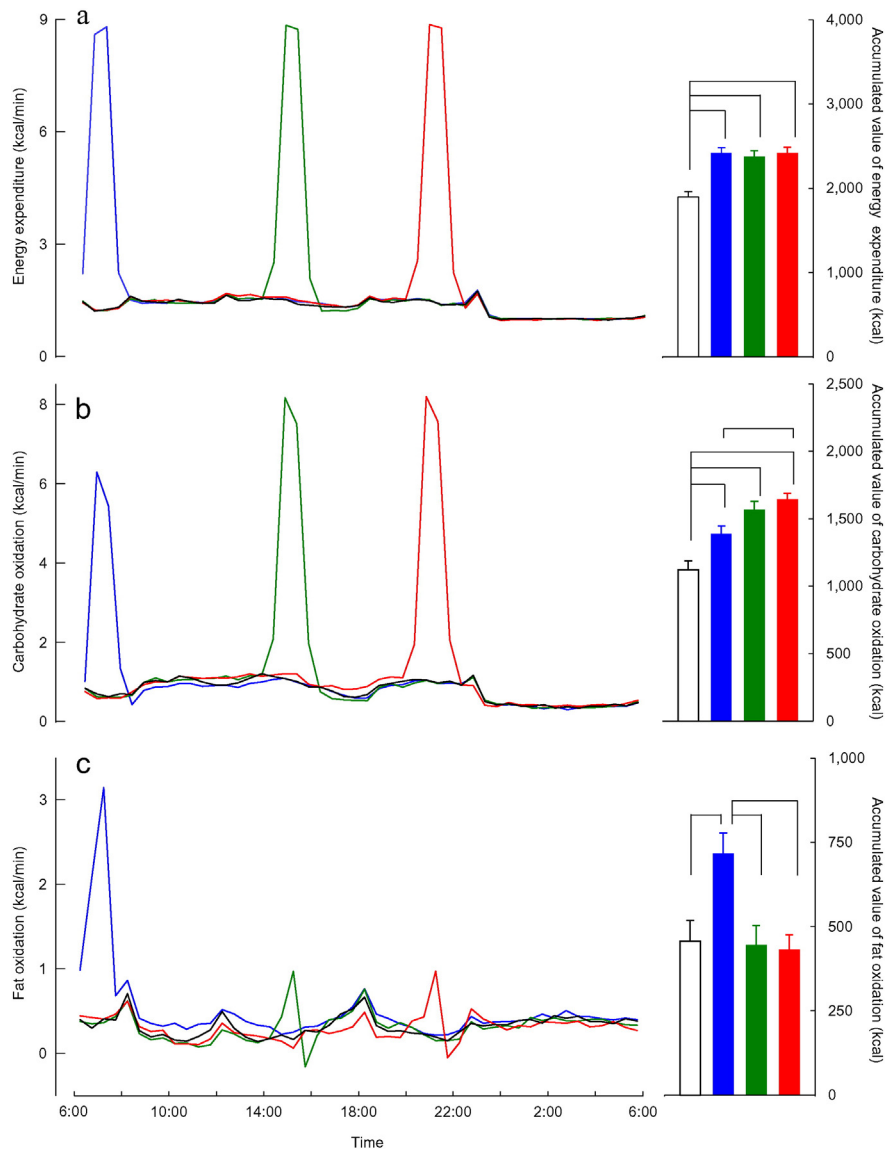 a
9
6
3
0
Energy expenditure (kcal/min)
4,000
3,000
2,000
1,000
0
Accumulated value of energy expenditure (kcal)
b
8
6
4
2
0
Carbohydrate oxidation (kcal/min)
2,500
2,000
1,500
1,000
500
0
Accumulated value of carbohydrate oxidation (kcal)
c
3
2
1
0
Fat oxidation (kcal/min)
1,000
750
450
250
0
Accumulated value of fat oxidation (kcal)
6:00 10:00 14:00 18:00 22:00 2:00 6:00
Time